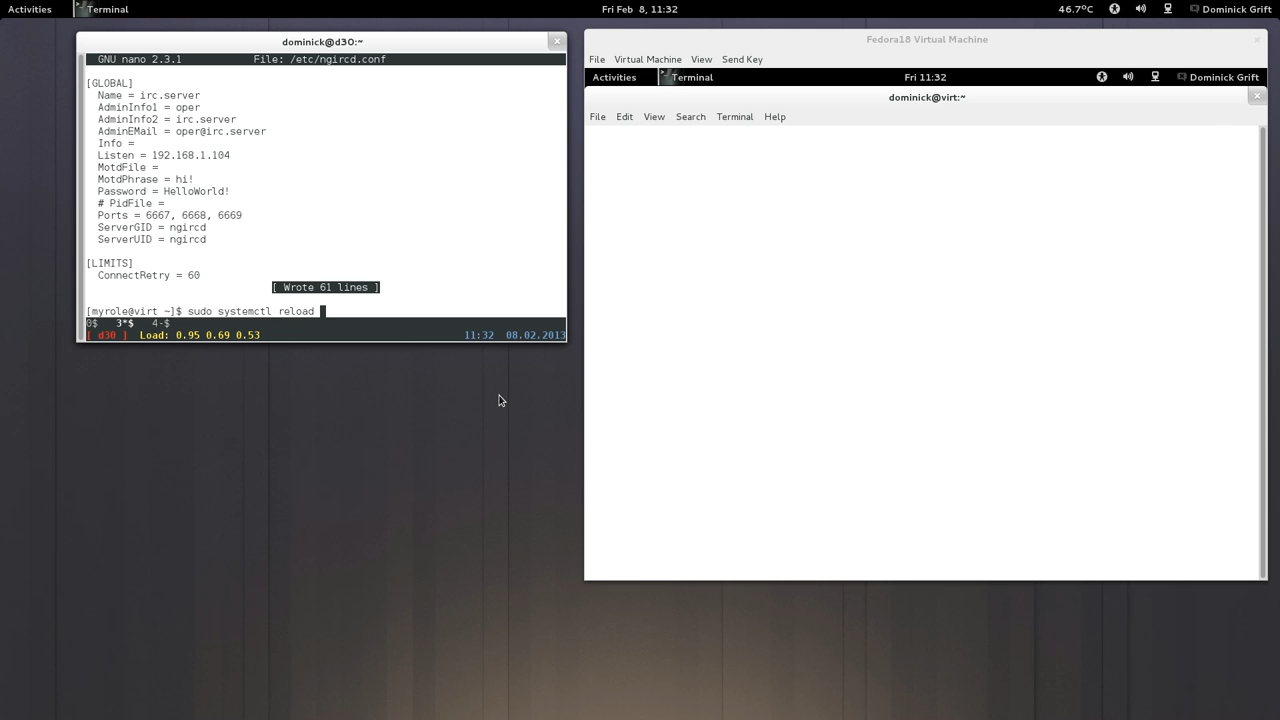 Activities
Terminal
Fri Feb 8, 11:32
46.7°C
Dominick Grift
dominick@d30:~
GNU nano 2.3.1 File: /etc/ngircd.conf
[GLOBAL]
Name = irc.server
AdminInfo1 = oper
AdminInfo2 = irc.server
AdminEMail = oper@irc.server
Info =
Listen = 192.168.1.104
MotdFile =
MotdPhrase = hi!
Password = HelloWorld!
# PidFile =
Ports = 6667, 6668, 6669
ServerGID = ngircd
ServerUID = ngircd
[LIMITS]
ConnectRetry = 60
[ Wrote 61 lines ]
[myrole@virt ~]$ sudo systemctl reload
0$ 3*$ 4-$
[ d30 ] Load: 0.95 0.69 0.53 11:32 08.02.2013
Fedora18 Virtual Machine
File Virtual Machine View Send Key
Activities
Terminal
Fri 11:32
Dominick Grift
dominick@virt:~
File Edit View Search Terminal Help